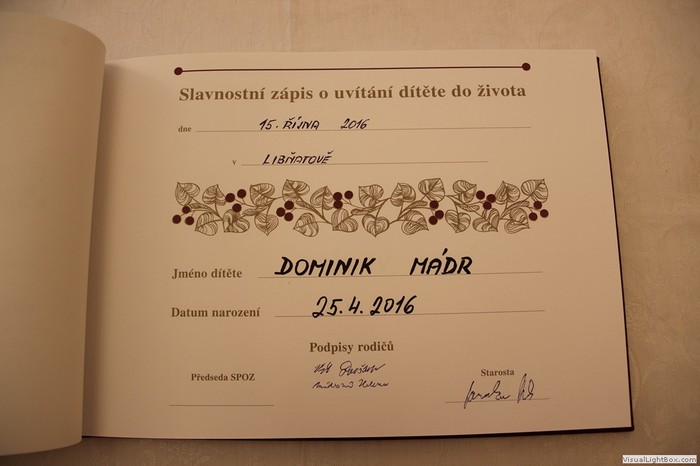 Slavnostní zápis o uvítání dítěte do života
dne 15. ŘÍJNA 2016
v LIBŇATOVĚ
Jméno dítěte DOMINIK MÁDR
Datum narození 25.4.2016
Podpisy rodičů
Předseda SPOZ
Starosta
VisualLightBox.com